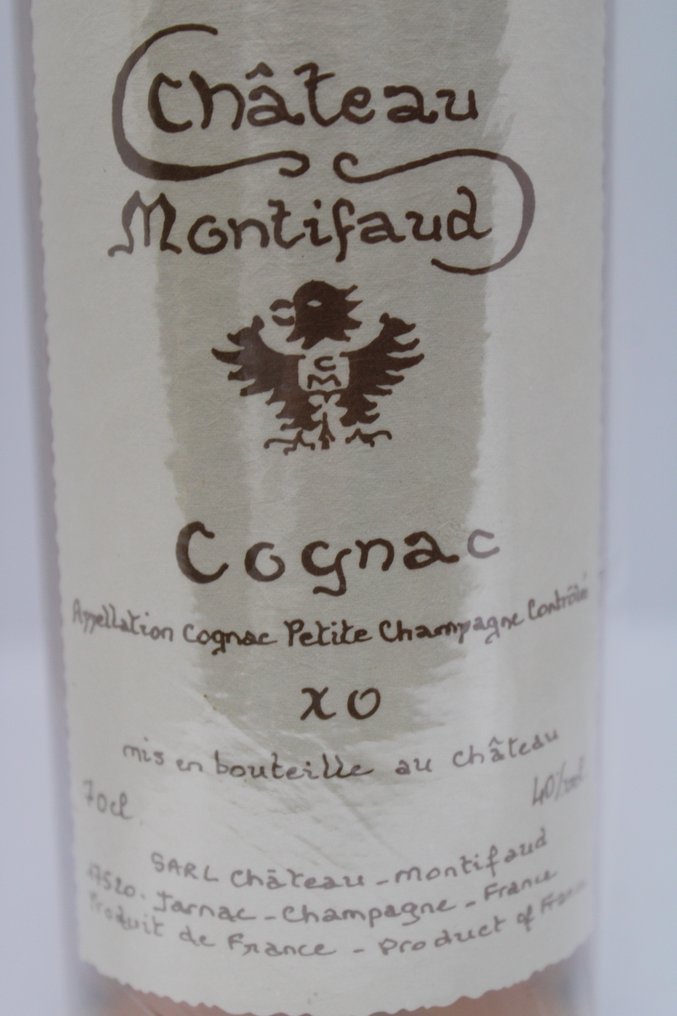 Château
Montifaud
CM
Cognac
Appellation Cognac Petite Champagne Contrôlée
XO
mis en bouteille au château
70cl 40%vol
SARL Château-Montifaud
17520-Jarnac-Champagne-France
Produit de France - Product of France